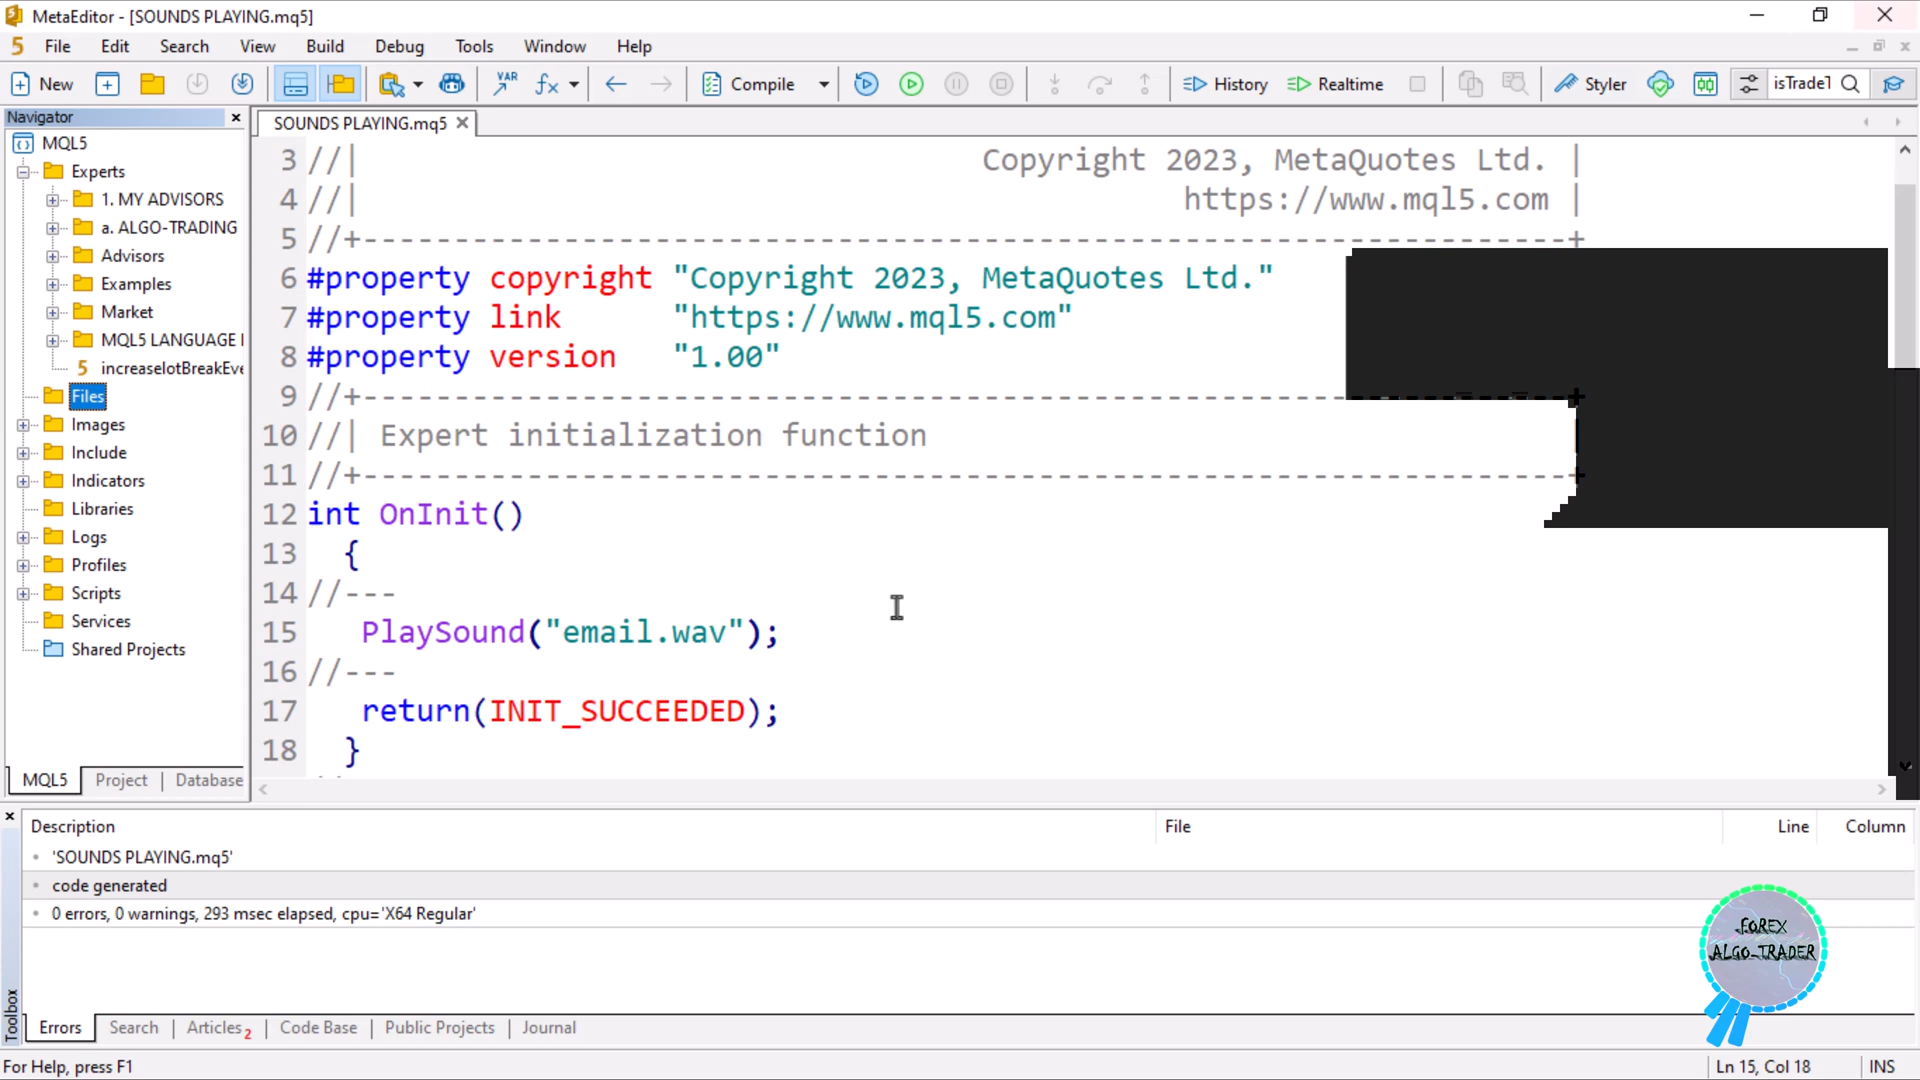 MetaEditor - [SOUNDS PLAYING.mq5]
5 File Edit Search View Build Debug Tools Window Help
New VAR fx Compile History Realtime Styler isTradeT
Navigator
SOUNDS PLAYING.mq5
MQL5
Experts
1. MY ADVISORS
a. ALGO-TRADING
Advisors
Examples
Market
MQL5 LANGUAGE
5 increaselotBreakEve
Files
Images
Include
Indicators
Libraries
Logs
Profiles
Scripts
Services
Shared Projects
MQL5 Project Database
3 //| Copyright 2023, MetaQuotes Ltd. |
4 //| https://www.mql5.com |
5 //+------------------------------------------------------------------+
6 #property copyright "Copyright 2023, MetaQuotes Ltd."
7 #property link "https://www.mql5.com"
8 #property version "1.00"
9 //+------------------------------------------------------------------+
10 //| Expert initialization function |
11 //+------------------------------------------------------------------+
12 int OnInit()
13 {
14 //---
15 PlaySound("email.wav");
16 //---
17 return(INIT_SUCCEEDED);
18 }
Description File Line Column
'SOUNDS PLAYING.mq5'
code generated
0 errors, 0 warnings, 293 msec elapsed, cpu='X64 Regular'
FOREX
ALGO-TRADER
Toolbox
Errors Search Articles 2 Code Base Public Projects Journal
For Help, press F1 Ln 15, Col 18 INS